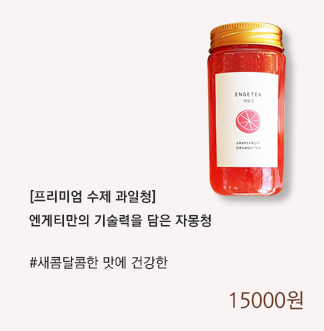 ENGETEA
GRAPEFRUIT
ORGANIC TEA
[프리미엄 수제 과일청]
엔게티만의 기술력을 담은 자몽청
#새콤달콤한 맛에 건강한
15000원